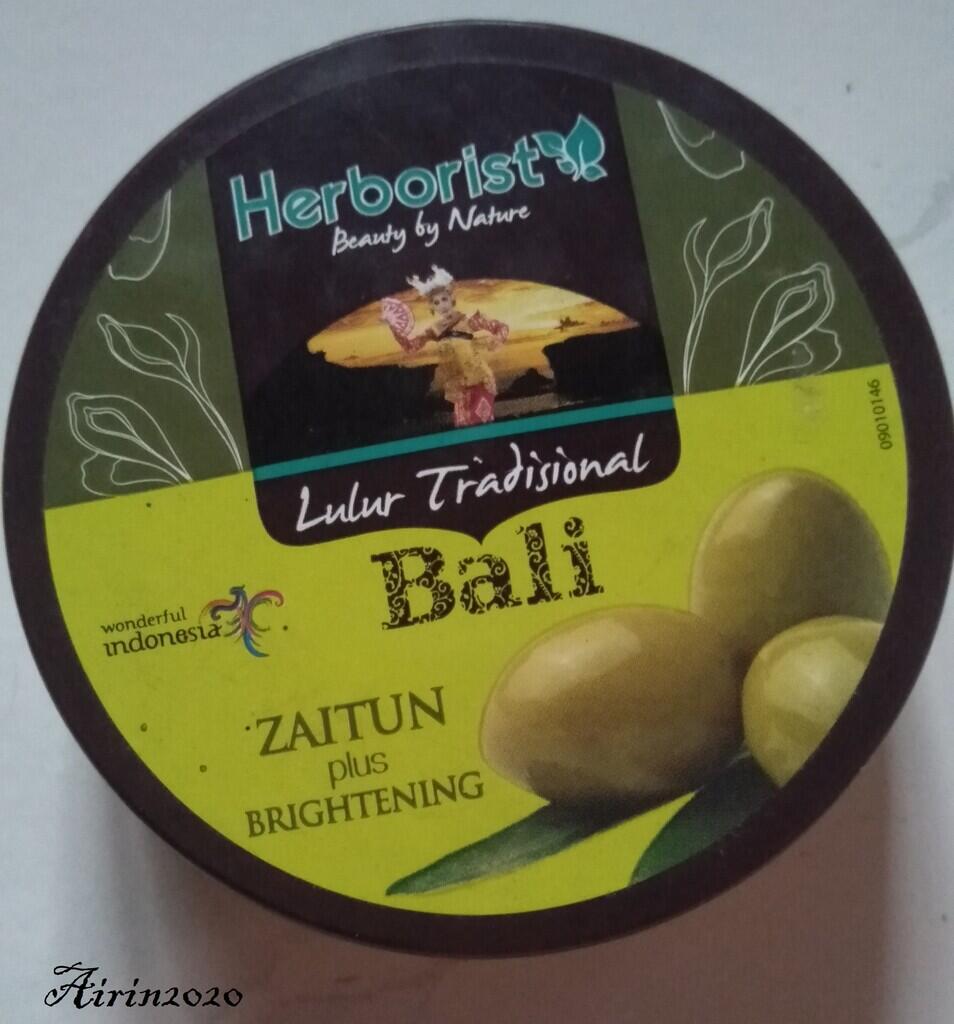 Herborist
Beauty by Nature
Lulur Tradisional
Bali
09010146
wonderful
indonesia
ZAITUN
plus
BRIGHTENING
Airin2020